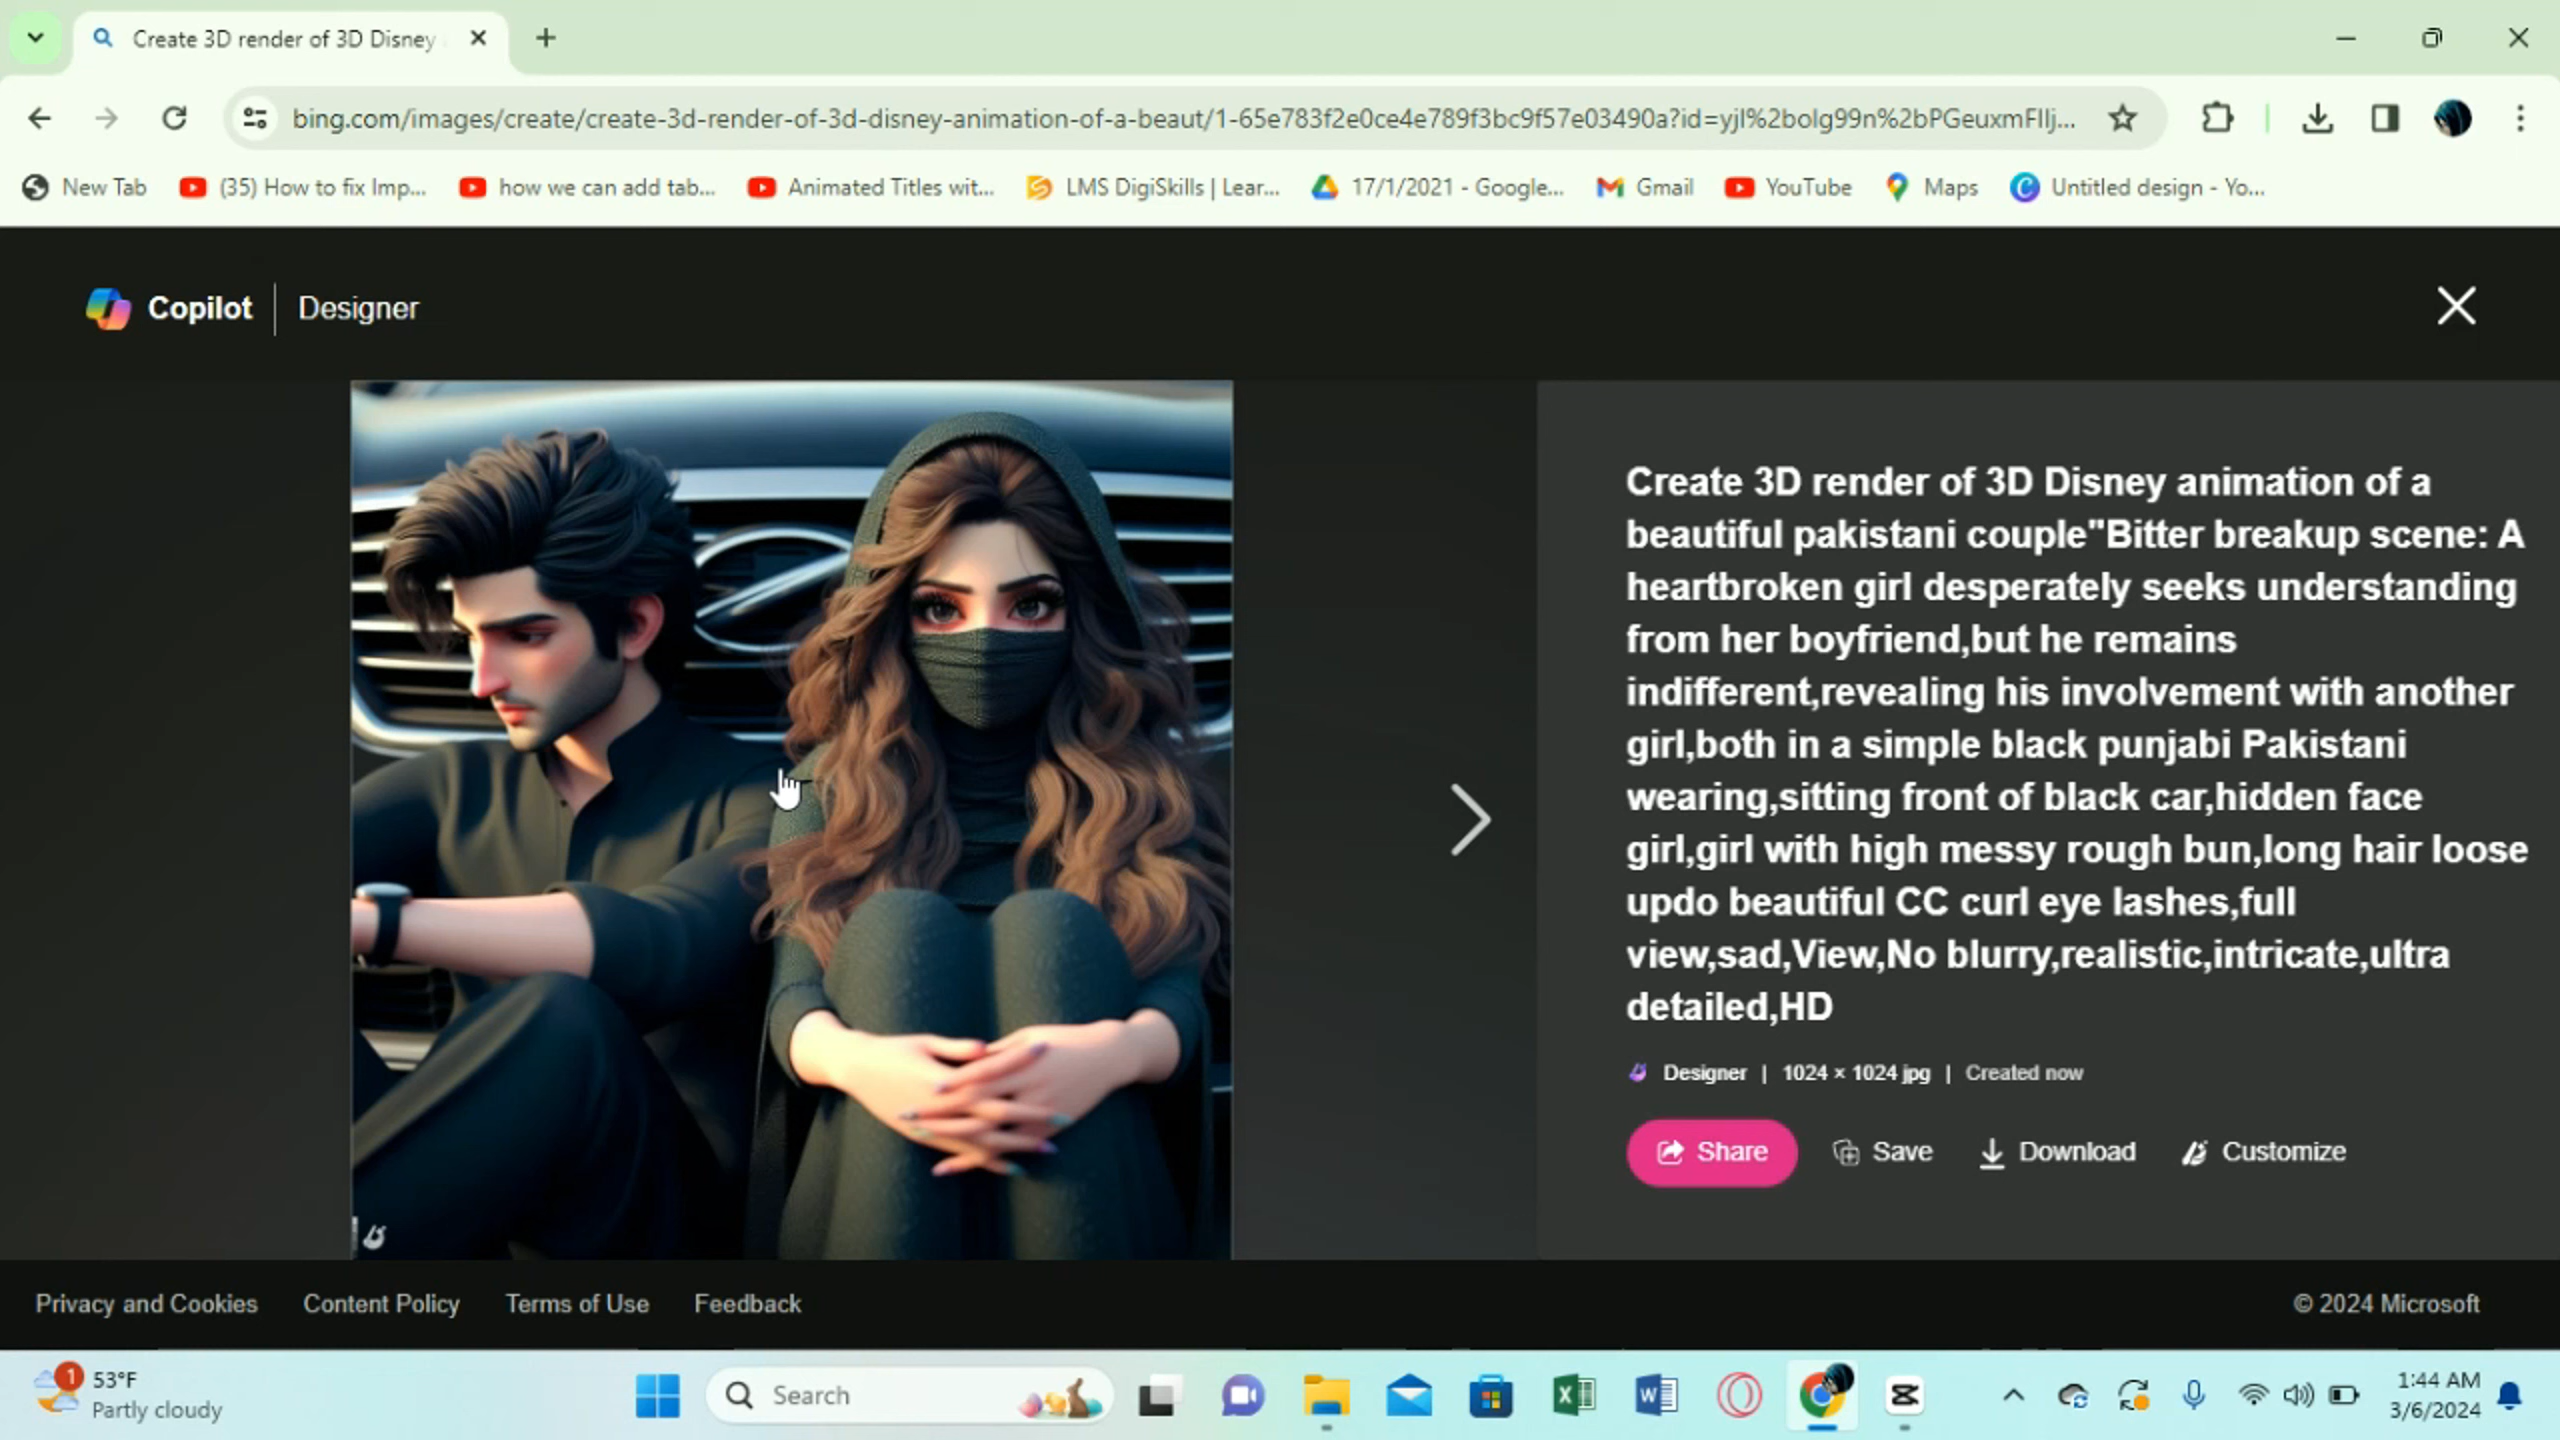 Create 3D render of 3D Disney
bing.com/images/create/create-3d-render-of-3d-disney-animation-of-a-beaut/1-65e783f2e0ce4e789f3bc9f57e03490a?id=yjl%2bolg99n%2bPGeuxmFIlj...
New Tab
(35) How to fix Imp...
how we can add tab...
Animated Titles wit...
LMS DigiSkills | Lear...
17/1/2021 - Google...
Gmail
YouTube
Maps
Untitled design - Yo...
Copilot
Designer
Create 3D render of 3D Disney animation of a
beautiful pakistani couple"Bitter breakup scene: A
heartbroken girl desperately seeks understanding
from her boyfriend,but he remains
indifferent,revealing his involvement with another
girl,both in a simple black punjabi Pakistani
wearing,sitting front of black car,hidden face
girl,girl with high messy rough bun,long hair loose
updo beautiful CC curl eye lashes,full
view,sad,View,No blurry,realistic,intricate,ultra
detailed,HD
Designer | 1024 × 1024 jpg | Created now
Share
Save
Download
Customize
Privacy and Cookies
Content Policy
Terms of Use
Feedback
© 2024 Microsoft
1
53°F
Partly cloudy
Search
1:44 AM
3/6/2024